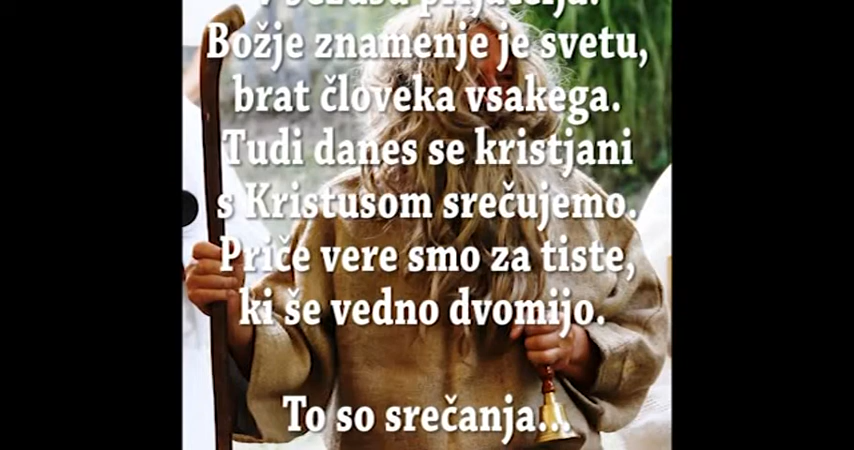 Božje znamenje je svetu,
brat človeka vsakega.
Tudi danes se kristjani
s Kristusom srečujemo.
Priče vere smo za tiste,
ki še vedno dvomijo.
To so srečanja...